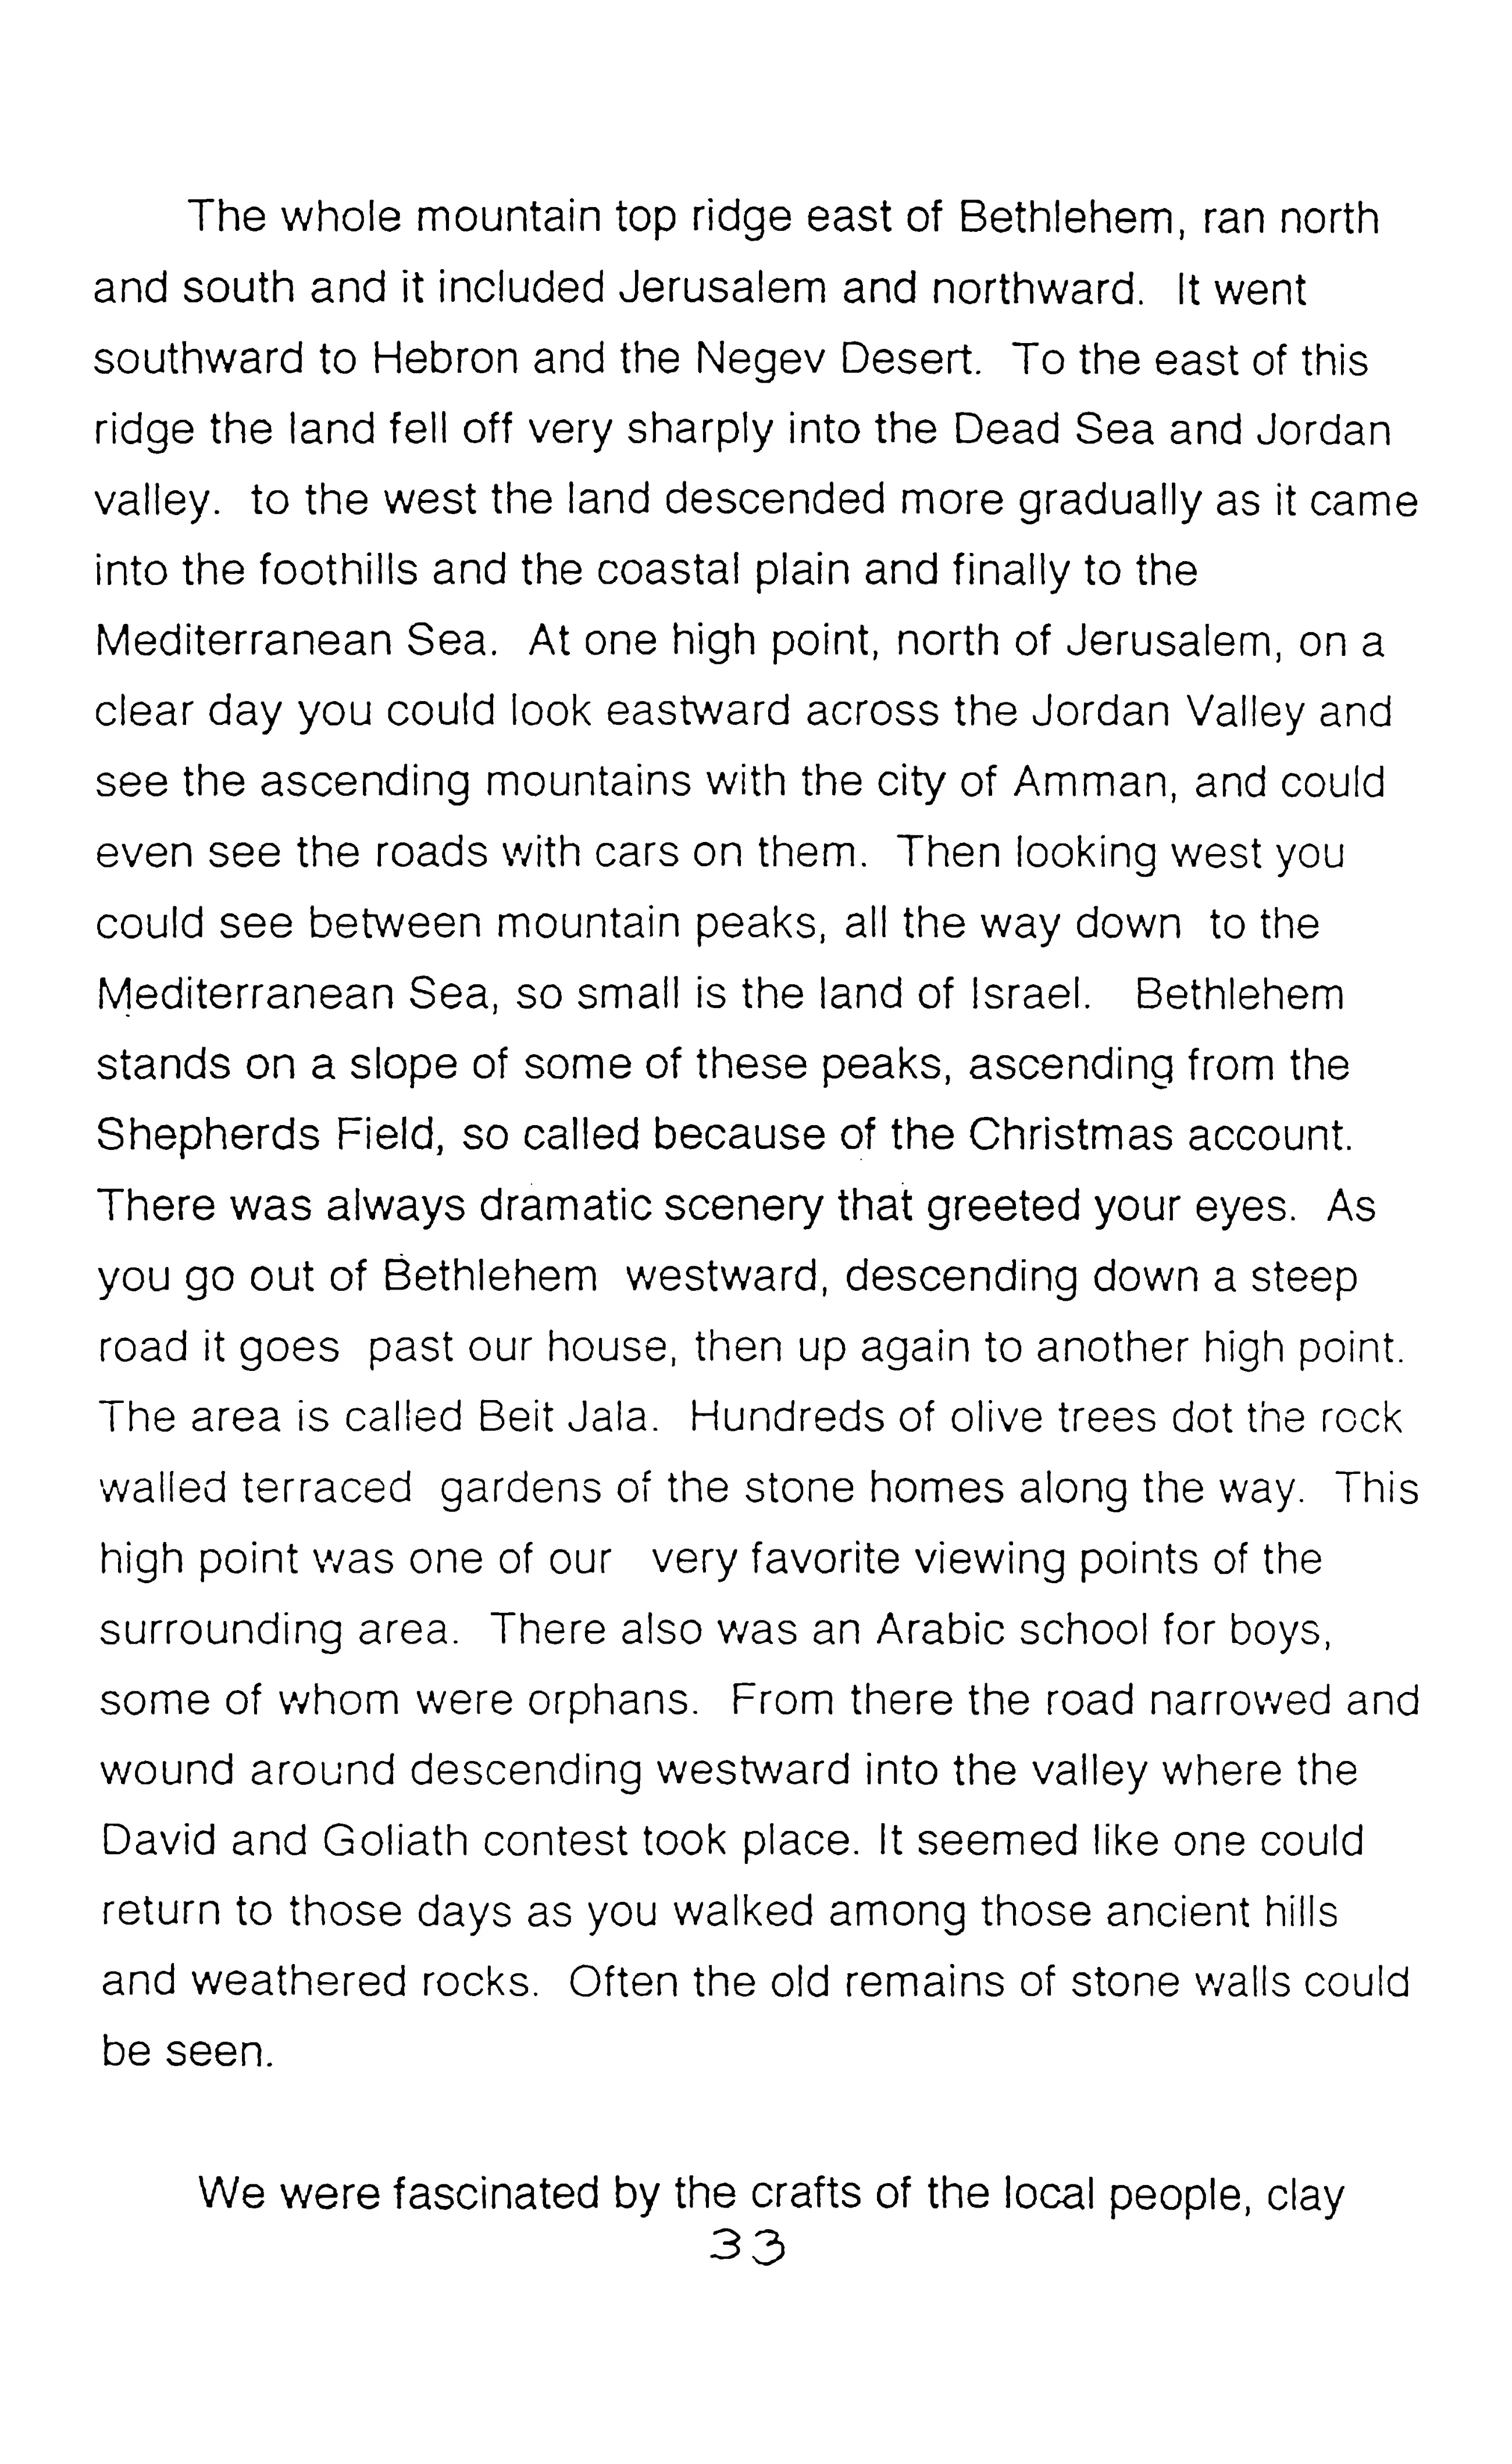 The whole mountain top ridge east of Bethlehem, ran north
and south and it included Jerusalem and northward. It went
southward to Hebron and the Negev Desert. To the east of this
ridge the land fell off very sharply into the Dead Sea and Jordan
valley. to the west the land descended more gradually as it came
into the foothills and the coastal plain and finally to the
Mediterranean Sea. At one high point, north of Jerusalem, on a
clear day you could look eastward across the Jordan Valley and
see the ascending mountains with the city of Amman, and could
even see the roads with cars on them. Then looking west you
could see between mountain peaks, all the way down to the
Mediterranean Sea, so small is the land of Israel. Bethlehem
stands on a slope of some of these peaks, ascending from the
Shepherds Field, so called because of the Christmas account.
There was always dramatic scenery that greeted your eyes. As
you go out of Bethlehem westward, descending down a steep
road it goes past our house, then up again to another high point.
The area is called Beit Jala. Hundreds of olive trees dot the rock
walled terraced gardens of the stone homes along the way. This
high point was one of our very favorite viewing points of the
surrounding area. There also was an Arabic school for boys,
some of whom were orphans. From there the road narrowed and
wound around descending westward into the valley where the
David and Goliath contest took place. It seemed like one could
return to those days as you walked among those ancient hills
and weathered rocks. Often the old remains of stone walls could
be seen.
We were fascinated by the crafts of the local people, clay
33